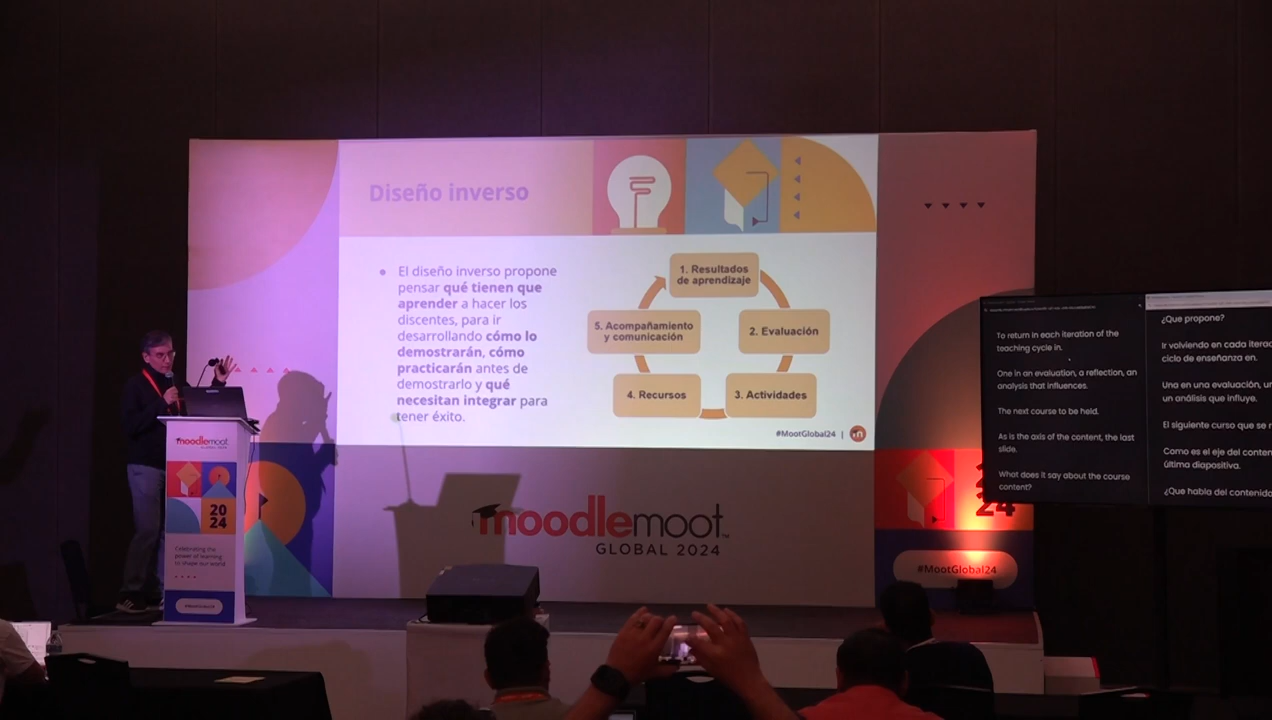 Diseño inverso
El diseño inverso propone
pensar qué tienen que
aprender a hacer los
discentes, para ir
desarrollando cómo lo
demostrarán, cómo
practicarán antes de
demostrarlo y qué
necesitan integrar para
tener éxito.
1. Resultados
de aprendizaje
2. Evaluación
3. Actividades
4. Recursos
5. Acompañamiento
y comunicación
#MootGlobal24 |
moodlemoot
GLOBAL 2024
moodlemoot
GLOBAL 2024
20
24
Celebrating the
power of learning
to shape our world
#MootGlobal24
24
#MootGlobal24
To return in each iteration of the
teaching cycle in.
One in an evaluation, a reflection, an
analysis that influences.
The next course to be held.
As is the axis of the content, the last
slide.
What does it say about the course
content?
¿Que propone?
Ir volviendo en cada iterac
ciclo de enseñanza en.
Una en una evaluación, un
un análisis que influye.
El siguiente curso que se r
Como es el eje del conten
última diapositiva.
¿Que habla del contenido